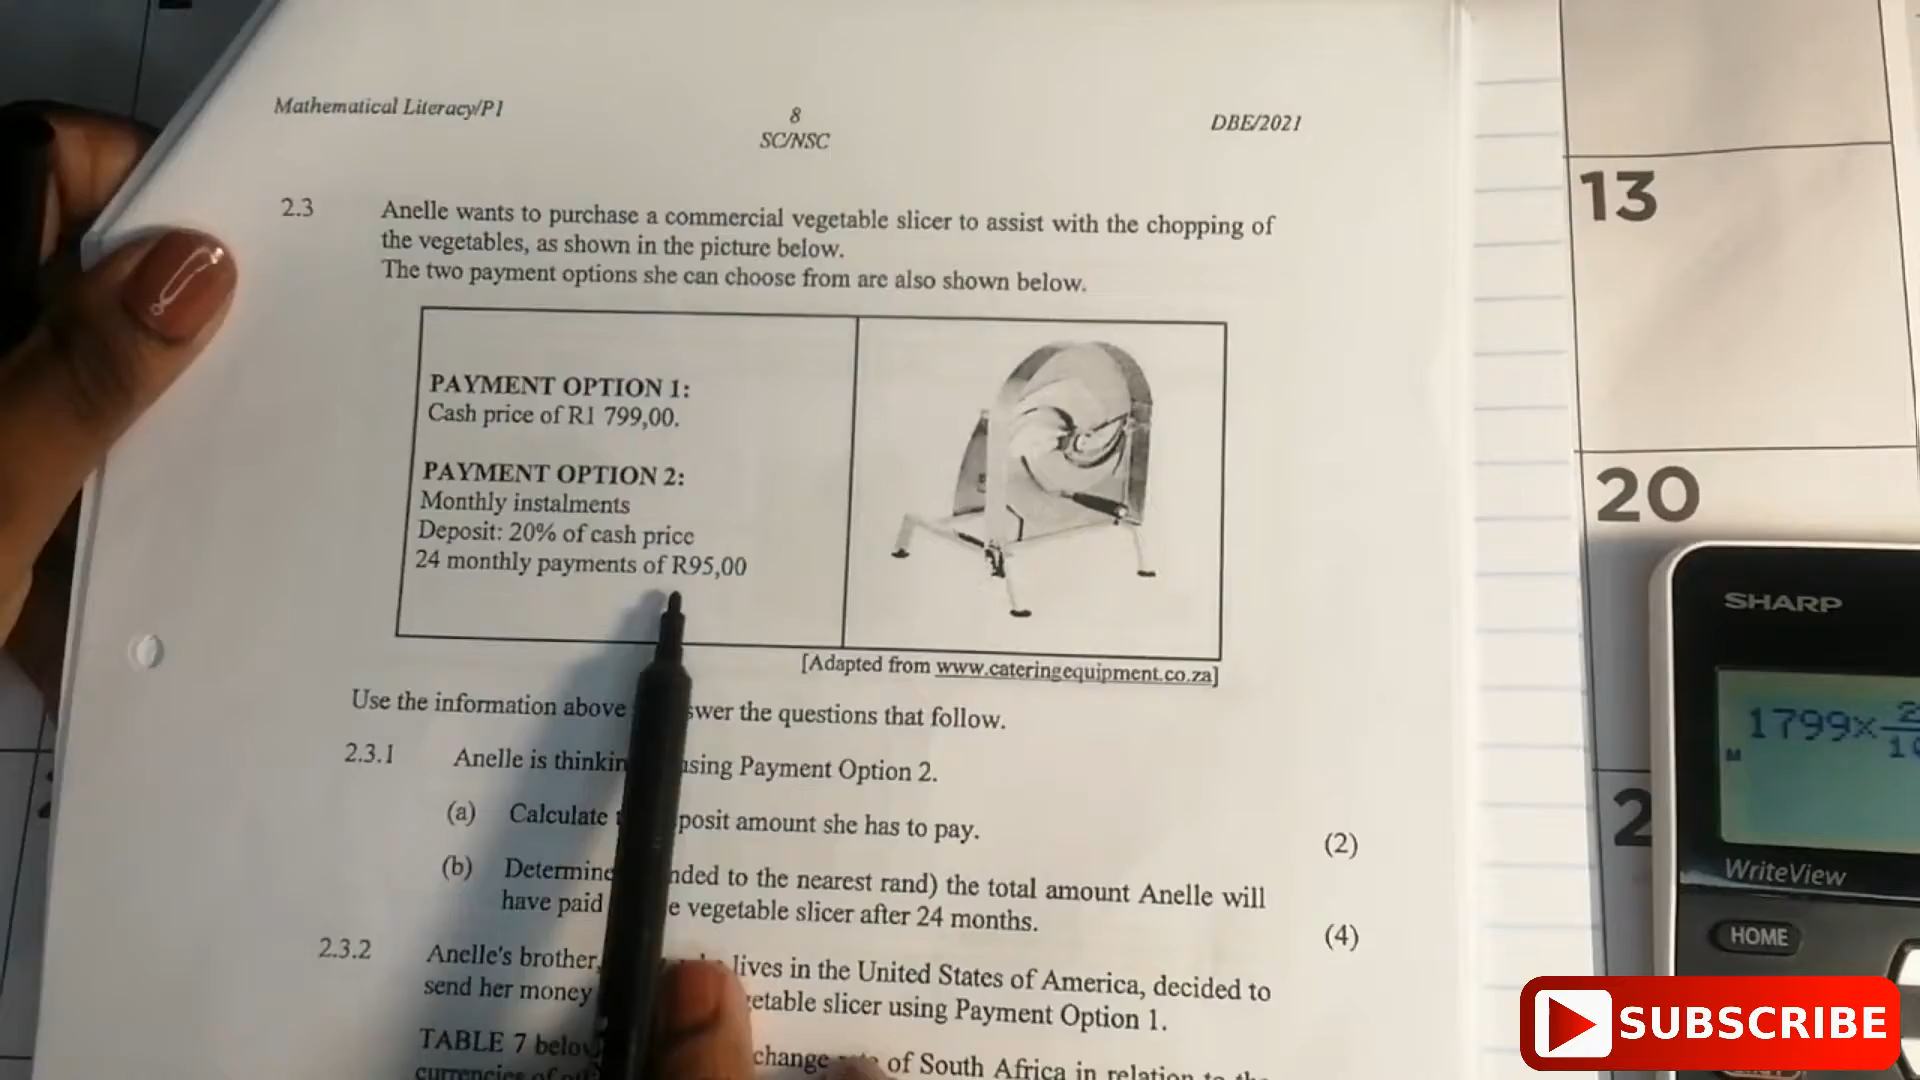 Mathematical Literacy/P1
8
SC/NSC
DBE/2021
2.3 Anelle wants to purchase a commercial vegetable slicer to assist with the chopping of
the vegetables, as shown in the picture below.
The two payment options she can choose from are also shown below.
PAYMENT OPTION 1:
Cash price of R1 799,00.
PAYMENT OPTION 2:
Monthly instalments
Deposit: 20% of cash price
24 monthly payments of R95,00
[Adapted from www.cateringequipment.co.za]
Use the information above swer the questions that follow.
2.3.1 Anelle is thinkin using Payment Option 2.
(a) Calculate posit amount she has to pay. (2)
(b) Determine nded to the nearest rand) the total amount Anelle will
have paid e vegetable slicer after 24 months. (4)
2.3.2 Anelle's brother, lives in the United States of America, decided to
send her money getable slicer using Payment Option 1.
TABLE 7 below change of South Africa in relation to the
currencies of
13
20
2
SHARP
1799×
WriteView
HOME
SUBSCRIBE